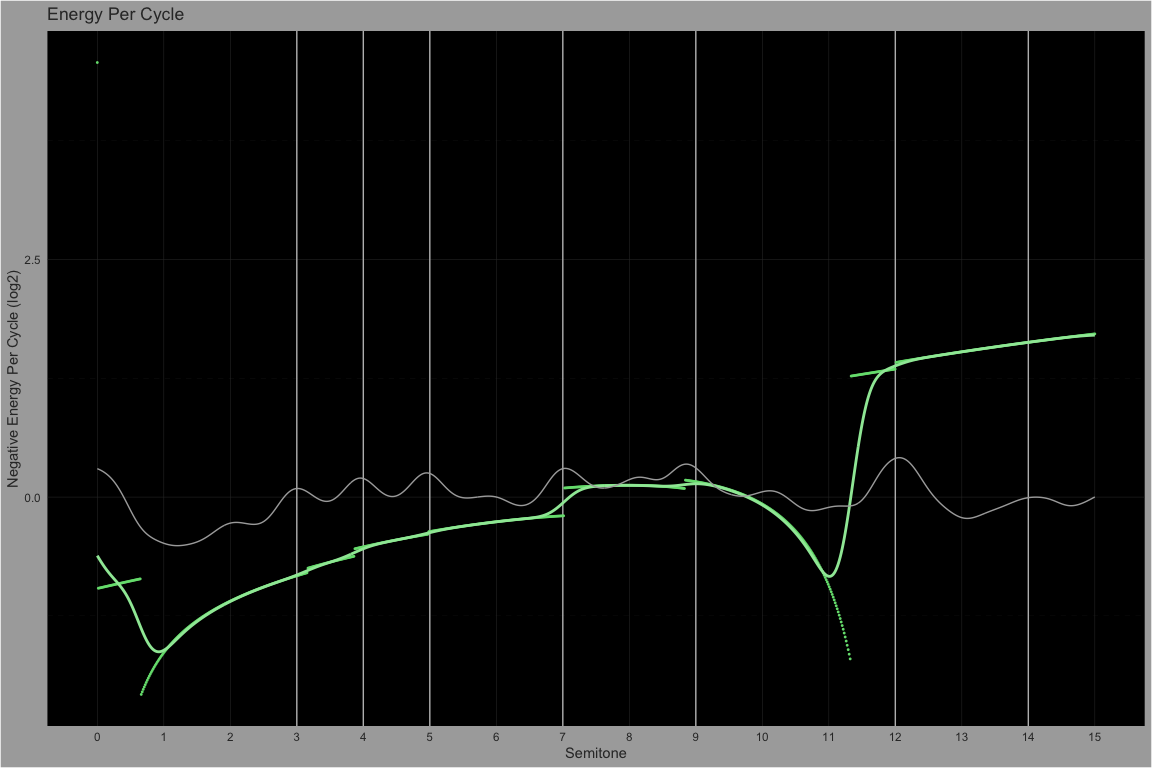 Energy Per Cycle
Negative Energy Per Cycle (log2)
2.5
0.0
0 1 2 3 4 5 6 7 8 9 10 11 12 13 14 15
Semitone